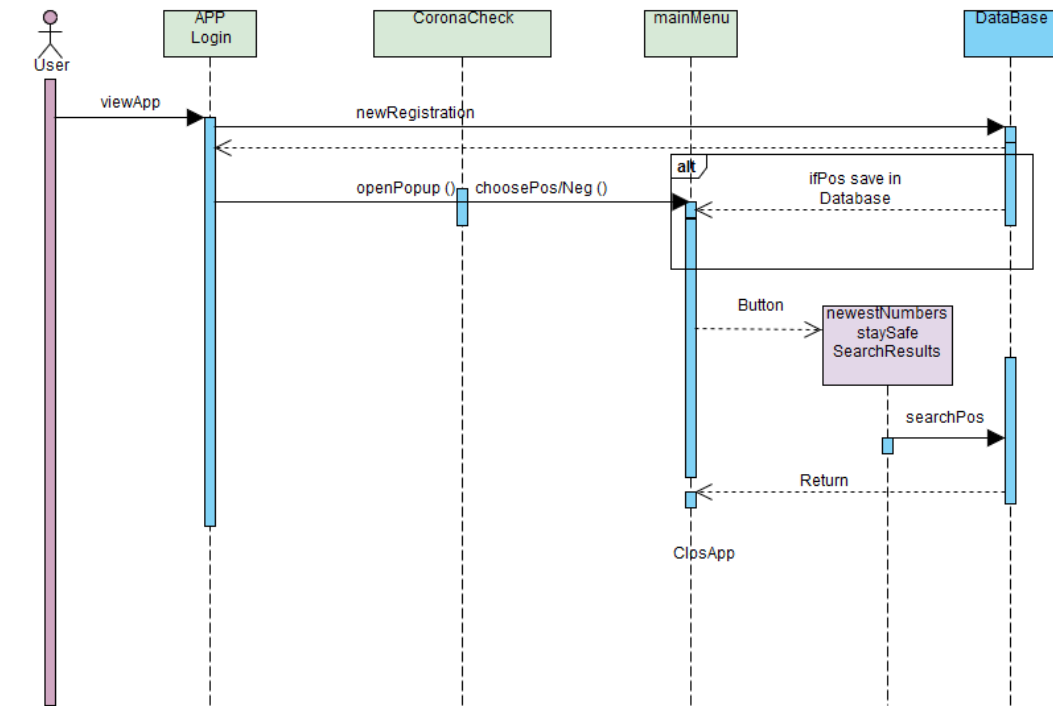 APP
Login
CoronaCheck
mainMenu
DataBase
User
viewApp
newRegistration
alt
ifPos save in
Database
openPopup ()
choosePos/Neg ()
Button
newestNumbers
staySafe
SearchResults
searchPos
Return
ClosApp